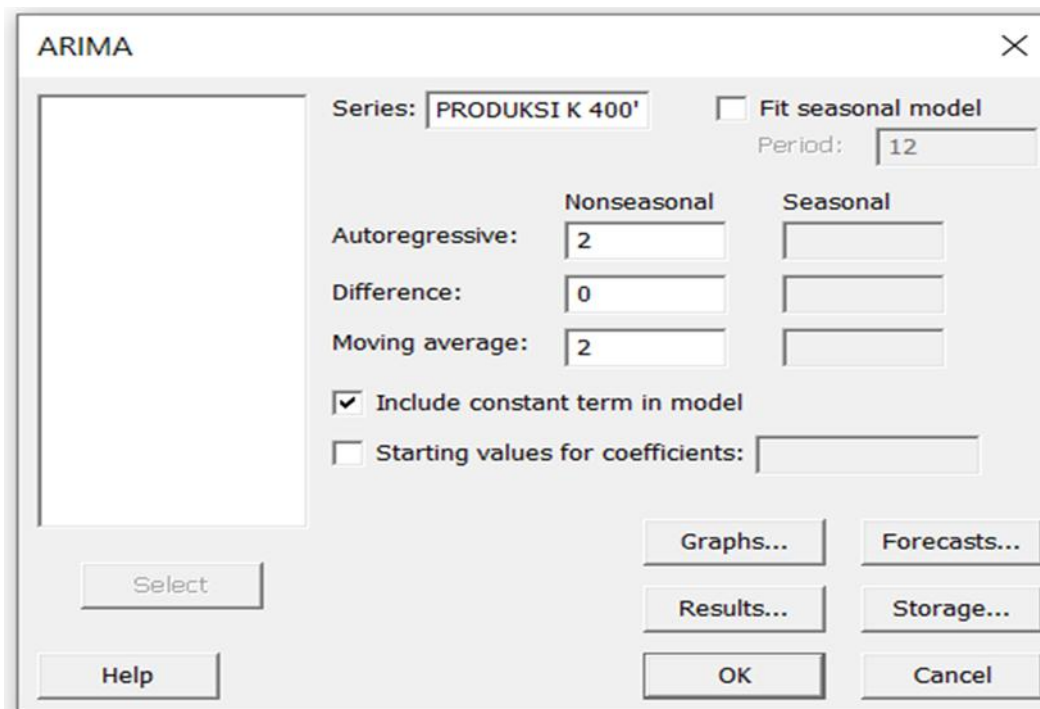 ARIMA
Series: PRODUKSI K 400' Fit seasonal model
Period: 12
Nonseasonal Seasonal
Autoregressive: 2
Difference: 0
Moving average: 2
Include constant term in model
Starting values for coefficients:
Graphs... Forecasts...
Select
Results... Storage...
Help OK Cancel